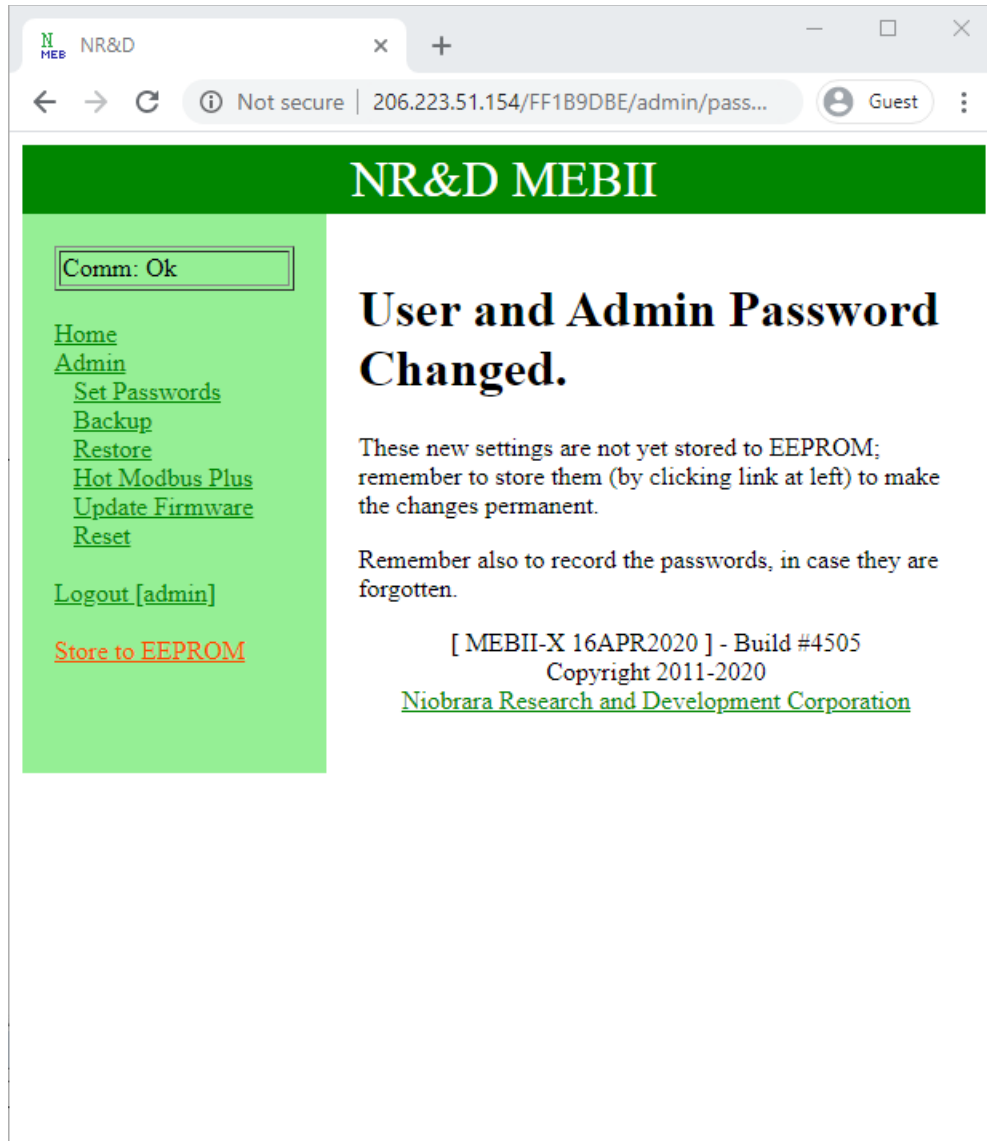 N
MEB
NR&D
Not secure | 206.223.51.154/FF1B9DBE/admin/pass...
Guest
NR&D MEBII
Comm: Ok
Home
Admin
Set Passwords
Backup
Restore
Hot Modbus Plus
Update Firmware
Reset
Logout [admin]
Store to EEPROM
User and Admin Password
Changed.
These new settings are not yet stored to EEPROM;
remember to store them (by clicking link at left) to make
the changes permanent.
Remember also to record the passwords, in case they are
forgotten.
[ MEBII-X 16APR2020 ] - Build #4505
Copyright 2011-2020
Niobrara Research and Development Corporation